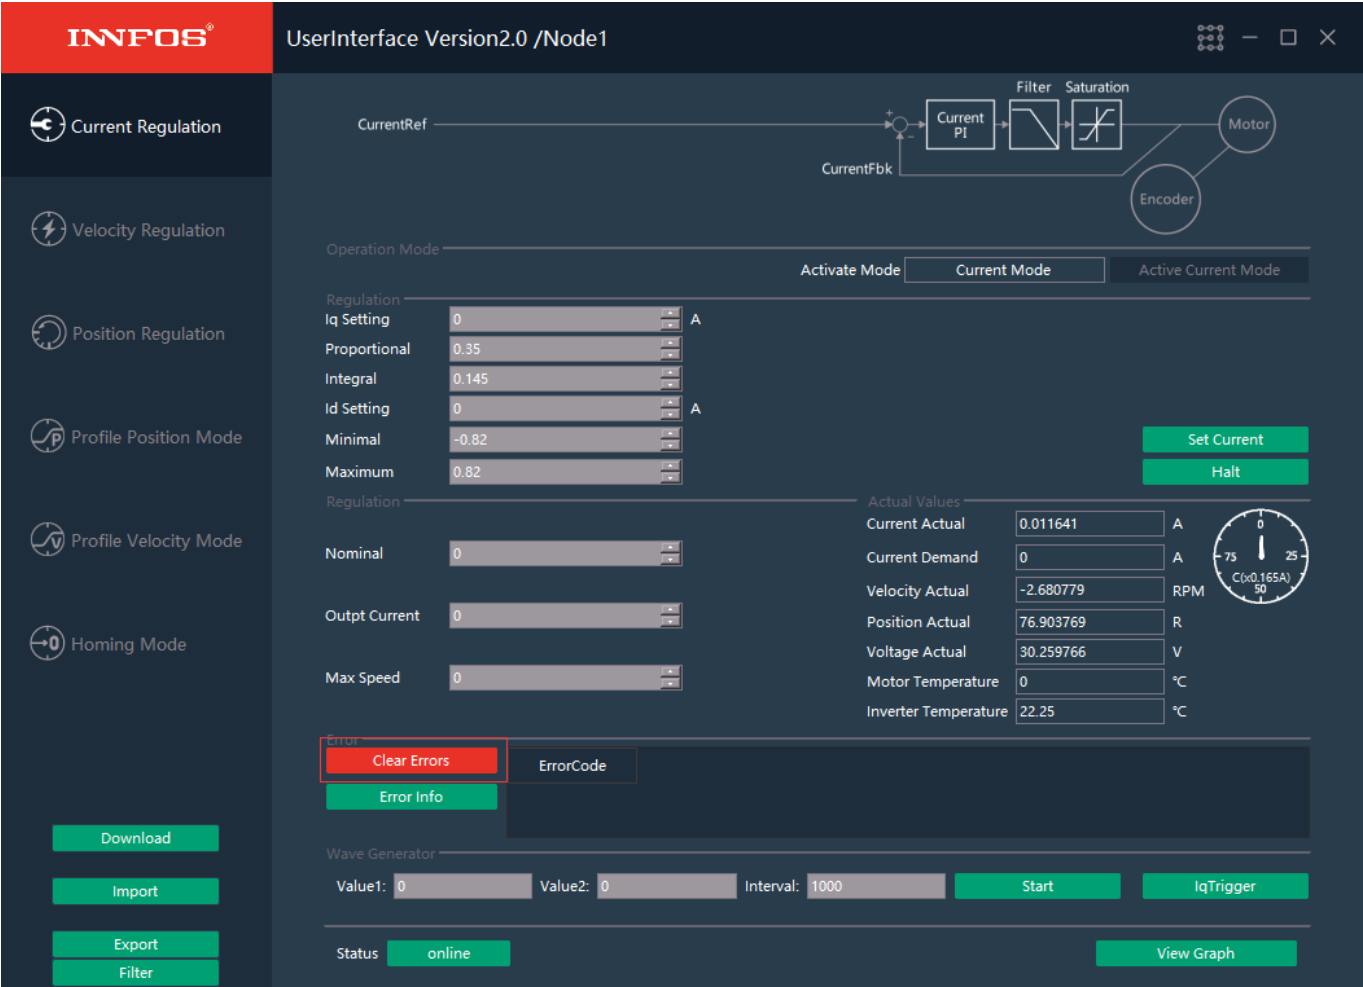 INNFOS®
UserInterface Version2.0 /Node1
Current Regulation
Velocity Regulation
Position Regulation
Profile Position Mode
Profile Velocity Mode
Homing Mode
Download
Import
Export
Filter
Filter Saturation
CurrentRef
+
-
Current
PI
Motor
CurrentFbk
Encoder
Operation Mode
Activate Mode Current Mode Active Current Mode
Regulation
Iq Setting 0 A
Proportional 0.35
Integral 0.145
Id Setting 0 A
Minimal -0.82
Maximum 0.82
Set Current
Halt
Regulation
Nominal 0
Outpt Current 0
Max Speed 0
Actual Values
Current Actual 0.011641 A
Current Demand 0 A
Velocity Actual -2.680779 RPM
Position Actual 76.903769 R
Voltage Actual 30.259766 V
Motor Temperature 0 ℃
Inverter Temperature 22.25 ℃
0
75 25
C(x0.165A)
50
Error
Clear Errors ErrorCode
Error Info
Wave Generator
Value1: 0 Value2: 0 Interval: 1000 Start IqTrigger
Status online View Graph